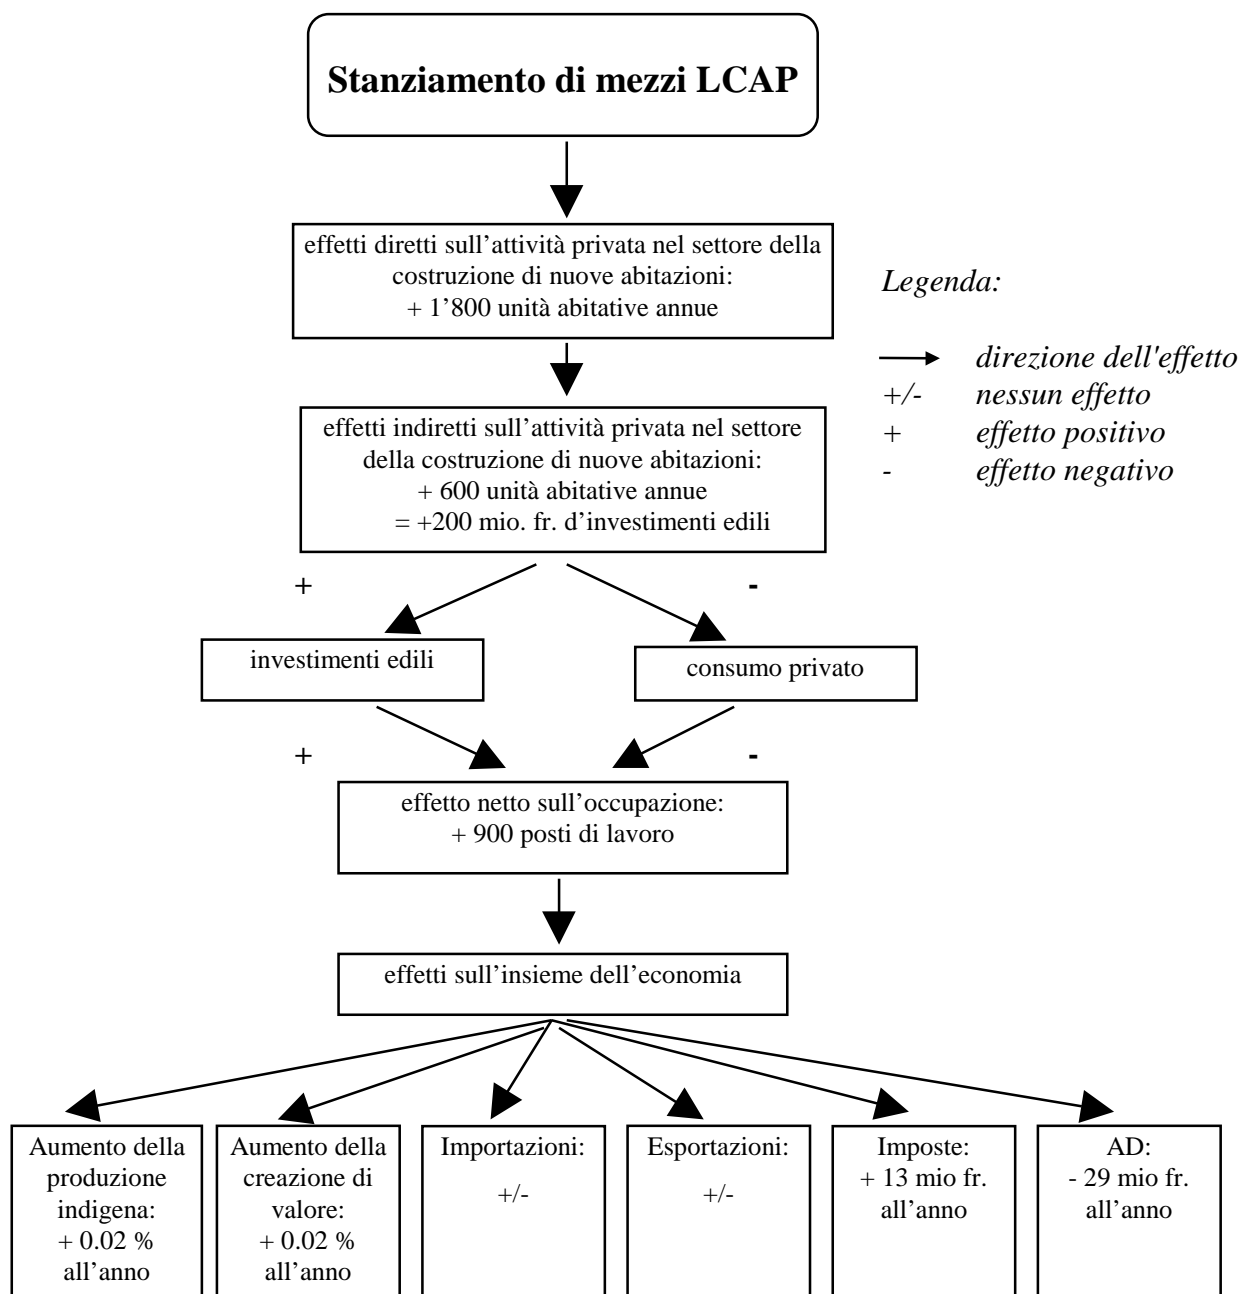 Stanziamento di mezzi LCAP
effetti diretti sull’attività privata nel settore della
costruzione di nuove abitazioni:
+ 1’800 unità abitative annue
Legenda:
direzione dell'effetto
+/- nessun effetto
+ effetto positivo
- effetto negativo
effetti indiretti sull’attività privata nel settore
della costruzione di nuove abitazioni:
+ 600 unità abitative annue
= +200 mio. fr. d’investimenti edili
+ -
investimenti edili
consumo privato
+ -
effetto netto sull’occupazione:
+ 900 posti di lavoro
effetti sull’insieme dell’economia
Aumento della
produzione
indigena:
+ 0.02 %
all’anno
Aumento della
creazione di
valore:
+ 0.02 %
all’anno
Importazioni:
+/-
Esportazioni:
+/-
Imposte:
+ 13 mio fr.
all’anno
AD:
- 29 mio fr.
all’anno